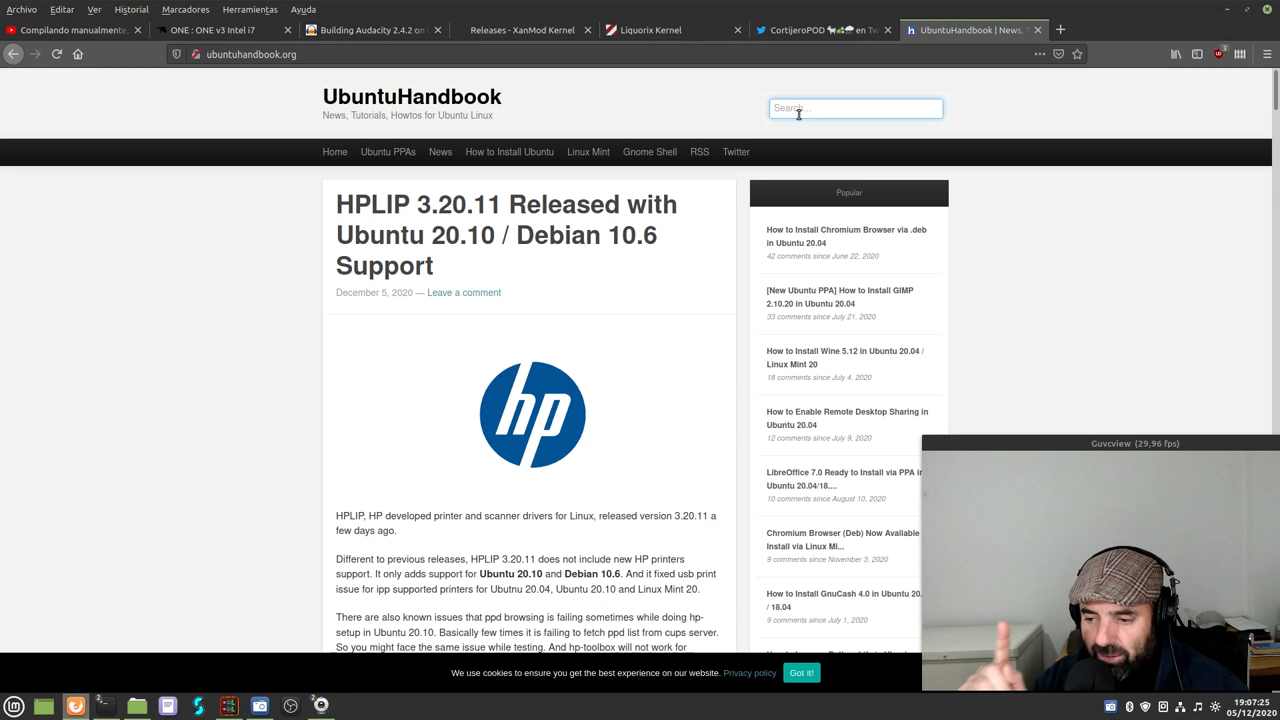 Archivo Editar Ver Historial Marcadores Herramientas Ayuda
Compilando manualmente.
ONE : ONE v3 Intel i7
Building Audacity 2.4.2 on
Releases - XanMod Kernel
Liquorix Kernel
CortijeroPOD en Tw
UbuntuHandbook | News, T
ubuntuhandbook.org
3
UbuntuHandbook
News, Tutorials, Howtos for Ubuntu Linux
Search...
Home Ubuntu PPAs News How to Install Ubuntu Linux Mint Gnome Shell RSS Twitter
HPLIP 3.20.11 Released with
Ubuntu 20.10 / Debian 10.6
Support
December 5, 2020 — Leave a comment
hp
HPLIP, HP developed printer and scanner drivers for Linux, released version 3.20.11 a
few days ago.
Different to previous releases, HPLIP 3.20.11 does not include new HP printers
support. It only adds support for Ubuntu 20.10 and Debian 10.6. And it fixed usb print
issue for ipp supported printers for Ubutnu 20.04, Ubuntu 20.10 and Linux Mint 20.
There are also known issues that ppd browsing is failing sometimes while doing hp-
setup in Ubuntu 20.10. Basically few times it is failing to fetch ppd list from cups server.
So you might face the same issue while testing. And hp-toolbox will not work for
Popular
How to Install Chromium Browser via .deb
in Ubuntu 20.04
42 comments since June 22, 2020
[New Ubuntu PPA] How to Install GIMP
2.10.20 in Ubuntu 20.04
33 comments since July 21, 2020
How to Install Wine 5.12 in Ubuntu 20.04 /
Linux Mint 20
18 comments since July 4, 2020
How to Enable Remote Desktop Sharing in
Ubuntu 20.04
12 comments since July 9, 2020
LibreOffice 7.0 Ready to Install via PPA in
Ubuntu 20.04/18....
10 comments since August 10, 2020
Chromium Browser (Deb) Now Available
Install via Linux Mi...
9 comments since November 3, 2020
How to Install GnuCash 4.0 in Ubuntu 20.
/ 18.04
9 comments since July 1, 2020
Guvcview (29,96 fps)
We use cookies to ensure you get the best experience on our website. Privacy policy Got it!
2
19:07:25
05/12/2020